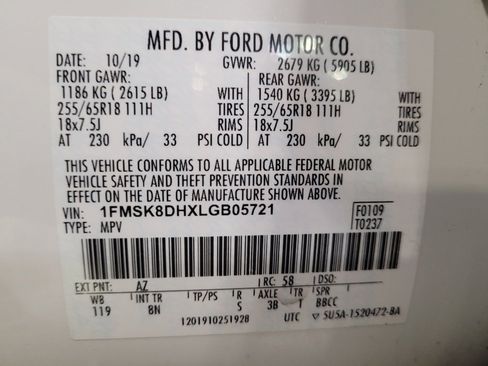 MFD. BY FORD MOTOR CO.
DATE: 10/19 GVWR: 2679 KG ( 5905 LB)
FRONT GAWR: REAR GAWR:
1186 KG ( 2615 LB) WITH 1540 KG ( 3395 LB) WITH
255/65R18 111H TIRES 255/65R18 111H TIRES
18x7.5J RIMS 18x7.5J RIMS
AT 230 kPa/ 33 PSI COLD AT 230 kPa/ 33 PSI COLD
THIS VEHICLE CONFORMS TO ALL APPLICABLE FEDERAL MOTOR
VEHICLE SAFETY AND THEFT PREVENTION STANDARDS IN
EFFECT ON THE DATE OF MANUFACTURE SHOWN ABOVE.
VIN: 1FMSK8DHXLGB05721 F0109
TYPE: MPV T0237
EXT PNT: AZ RC: 58 DSO:
WB INT TR TP/PS R AXLE TR SPR
119 8N S 3B T BBCC
1201910251928 UTC ▽ 5U5A-1520472-BA